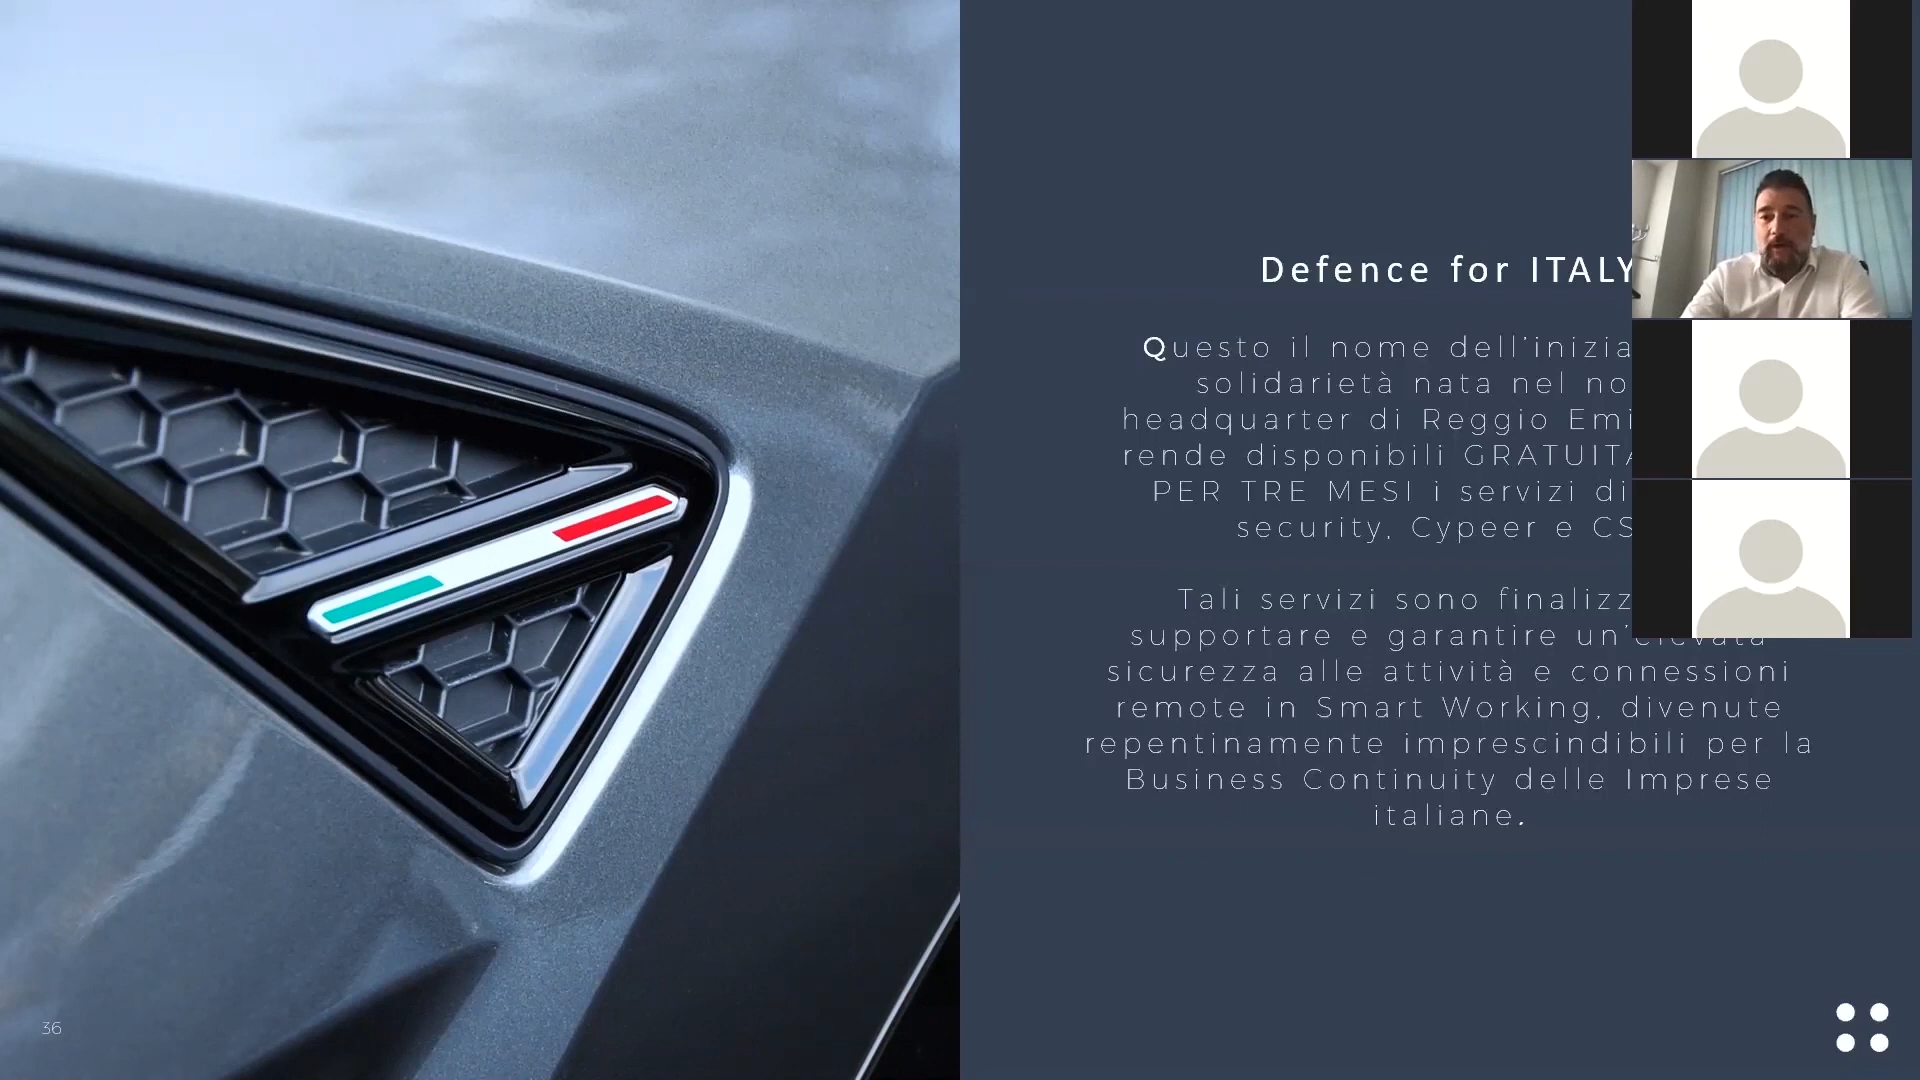 Defence for ITALY
Questo il nome dell’inizia
solidarietà nata nel no
headquarter di Reggio Emi
rende disponibili GRATUITA
PER TRE MESI i servizi di
security, Cypeer e CS
Tali servizi sono finalizz
supportare e garantire un’elevata
sicurezza alle attività e connessioni
remote in Smart Working, divenute
repentinamente imprescindibili per la
Business Continuity delle Imprese
italiane.
36